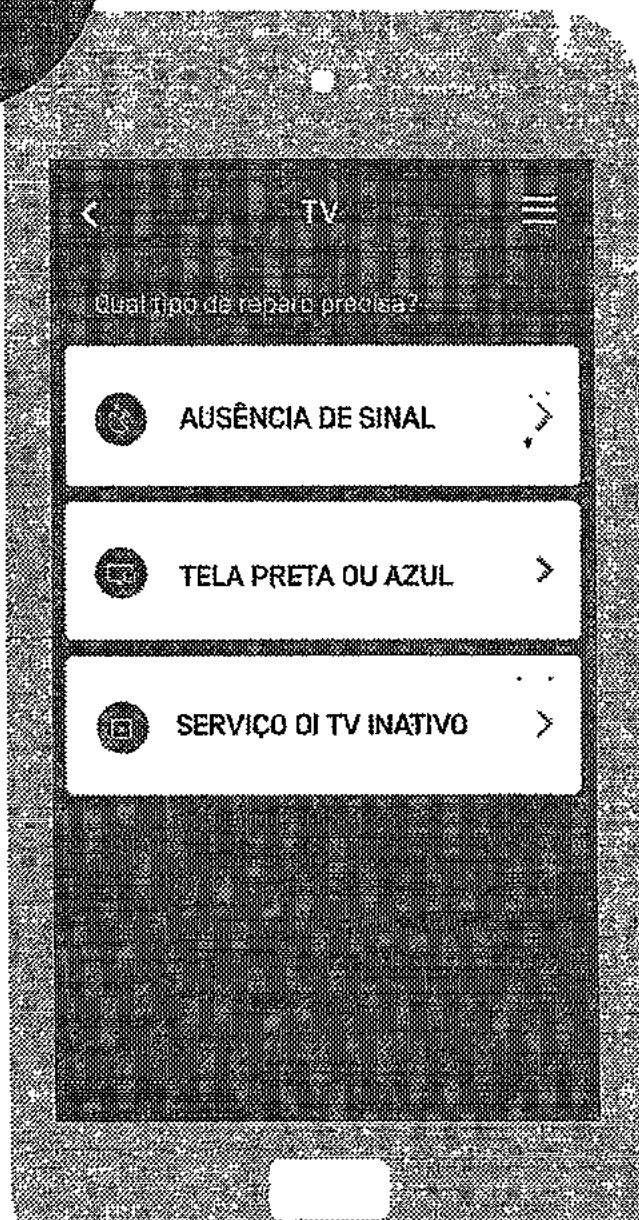 TV
Qual tipo de reparo precisa?
AUSÊNCIA DE SINAL
TELA PRETA OU AZUL
SERVIÇO OI TV INATIVO